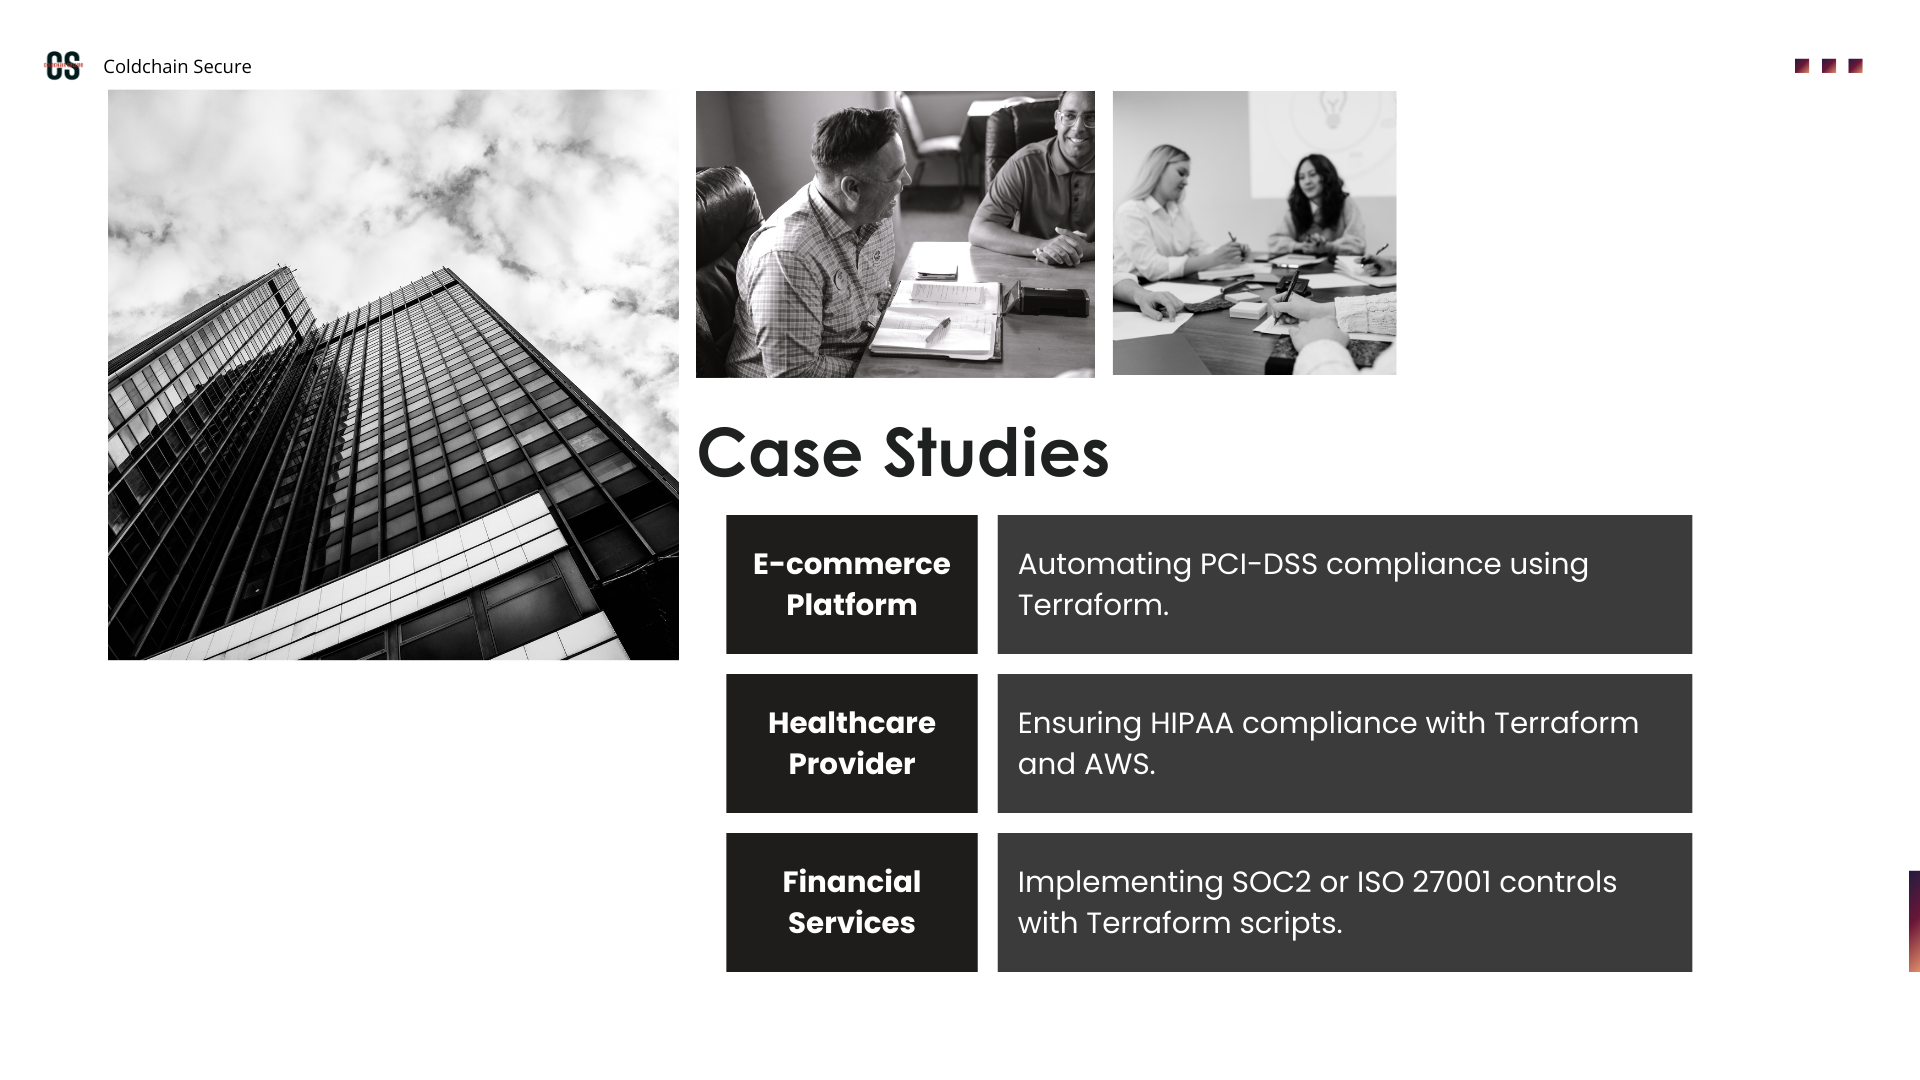 CS
Coldchain Secure
Case Studies
E-commerce
Platform
Automating PCI-DSS compliance using
Terraform.
Healthcare
Provider
Ensuring HIPAA compliance with Terraform
and AWS.
Financial
Services
Implementing SOC2 or ISO 27001 controls
with Terraform scripts.